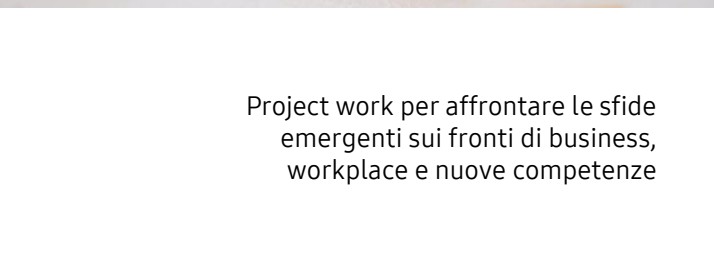 Project work per affrontare le sfide
emergenti sui fronti di business,
workplace e nuove competenze